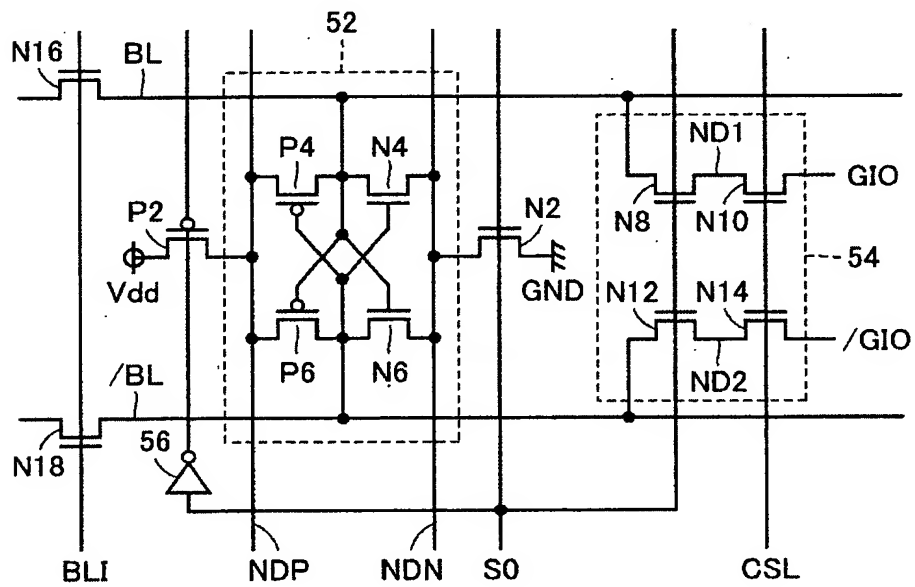 52
N16
BL
P4
N4
ND1
GIO
P2
N2
N8
N10
54
Vdd
GND
N12
N14
P6
N6
ND2
/GIO
/BL
N18
56
BLI
NDP
NDN
S0
CSL